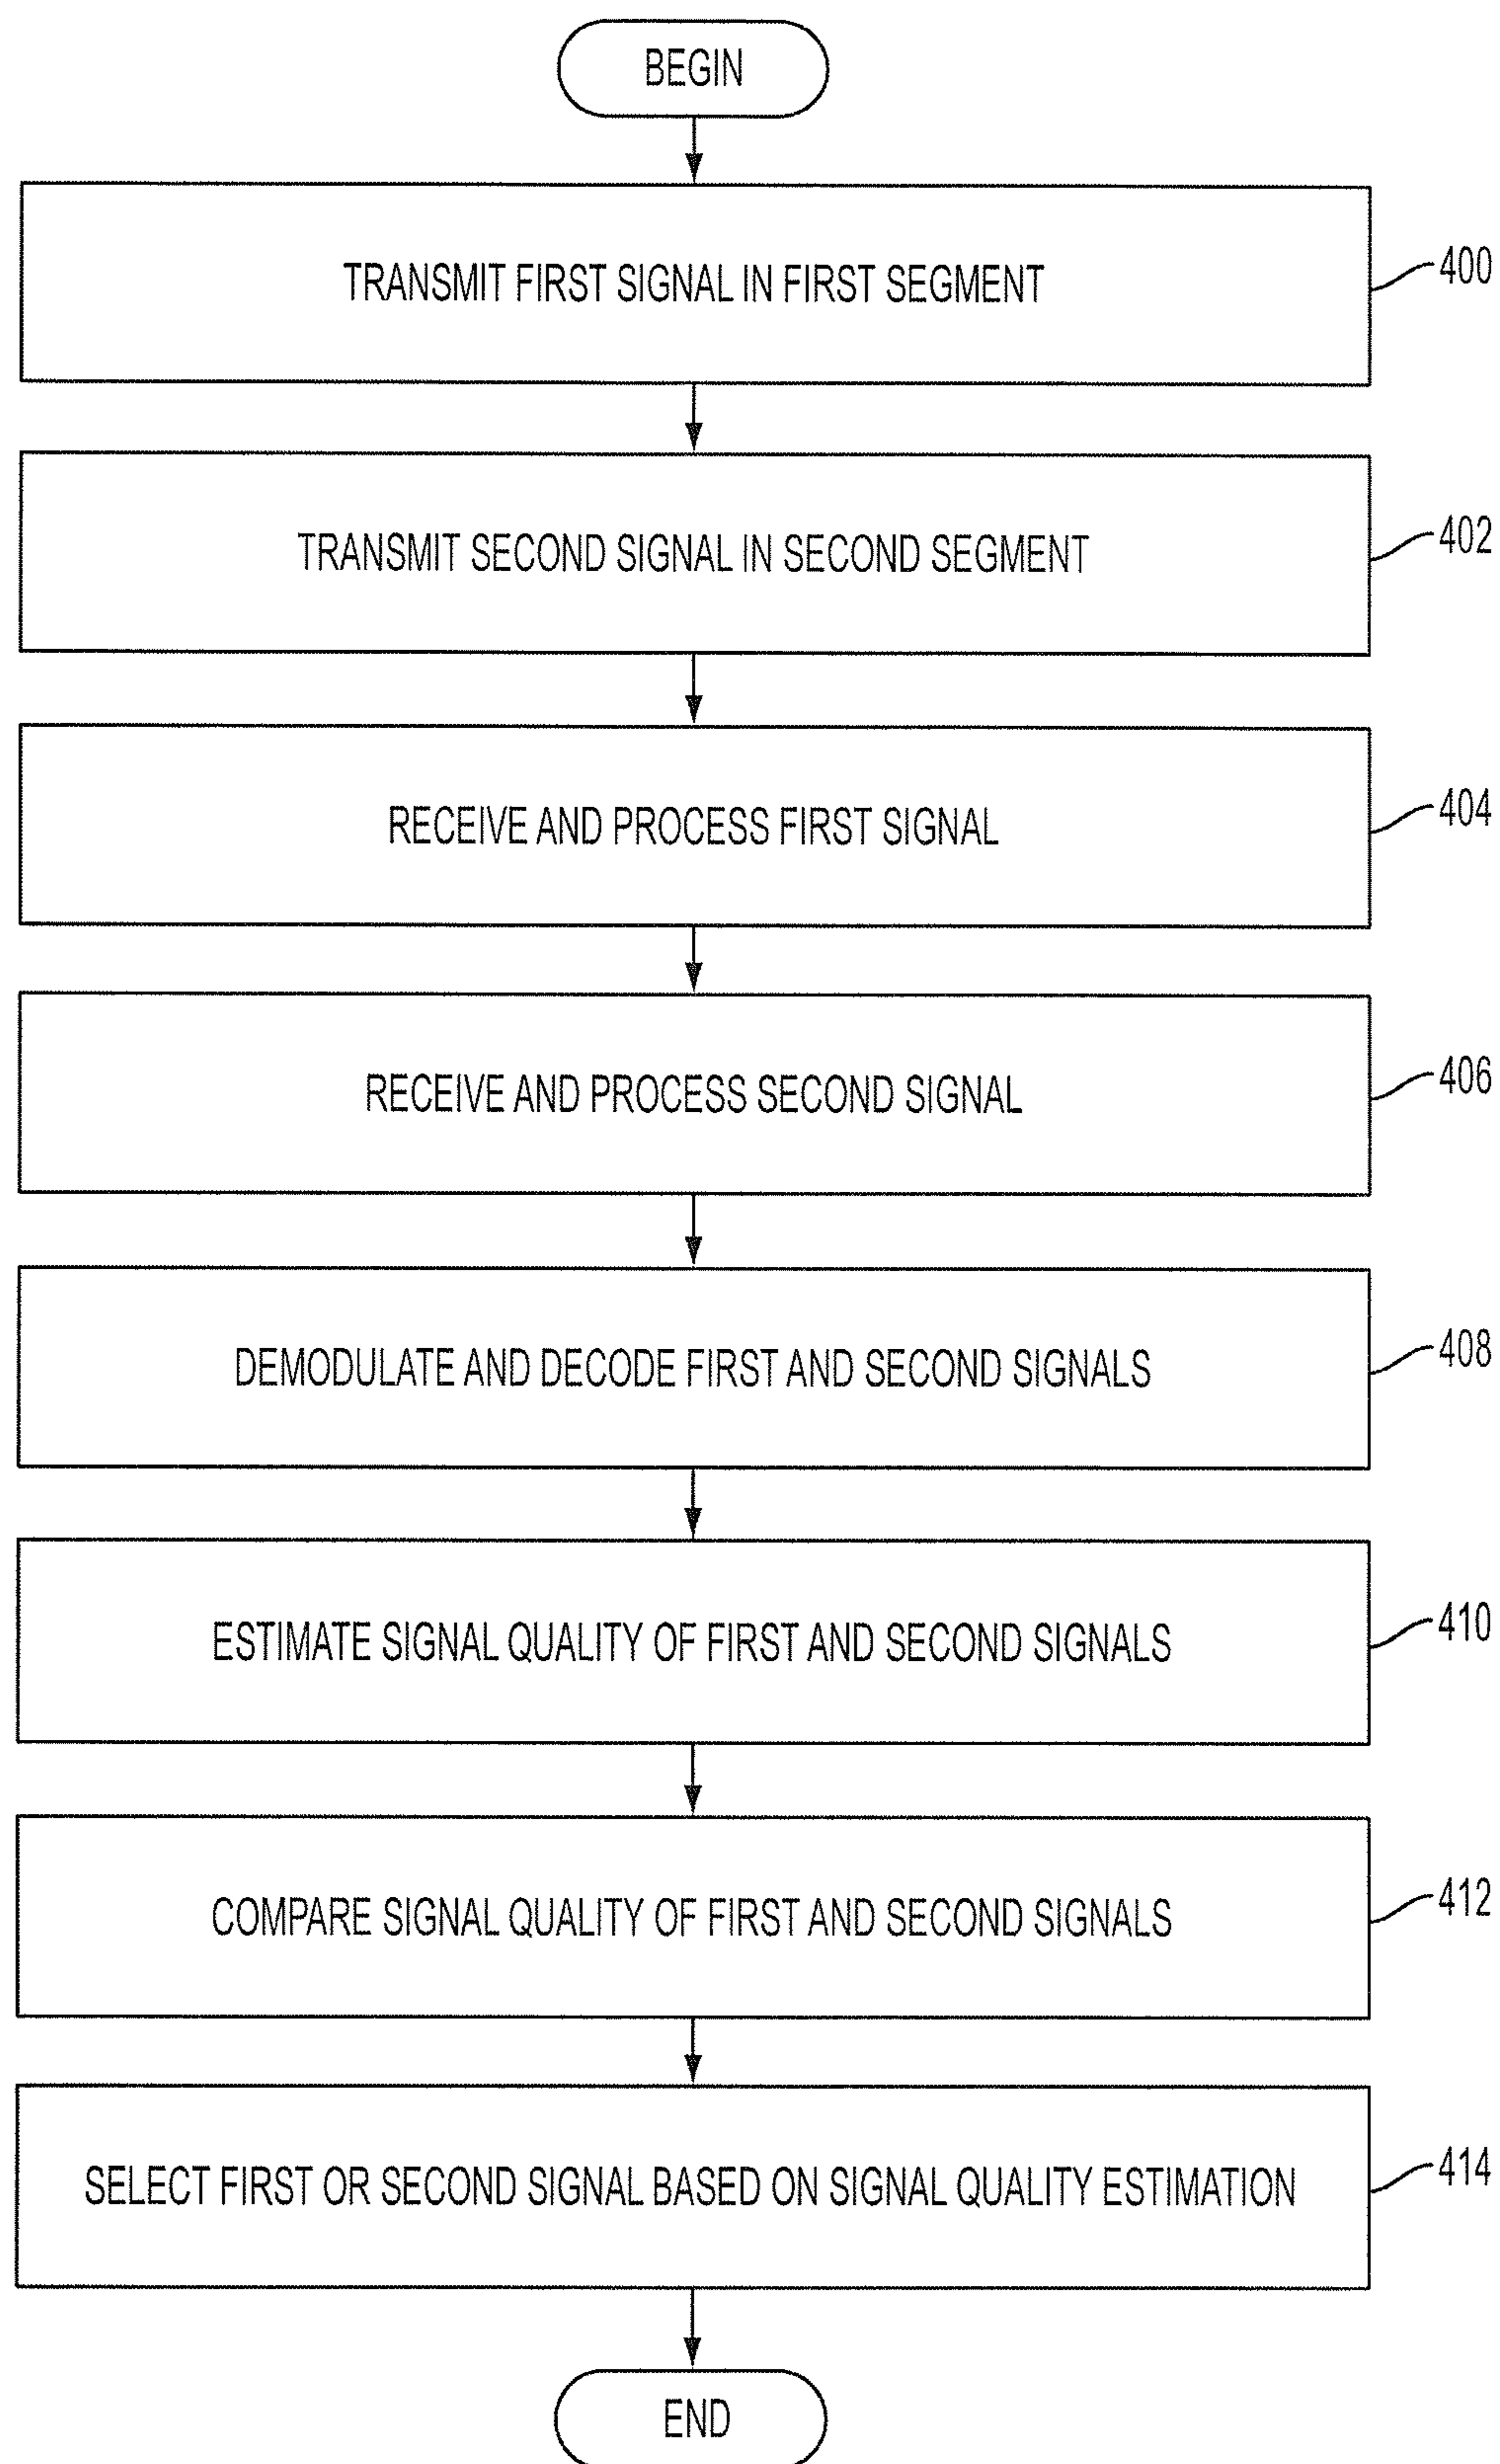 BEGIN
TRANSMIT FIRST SIGNAL IN FIRST SEGMENT
400
TRANSMIT SECOND SIGNAL IN SECOND SEGMENT
402
RECEIVE AND PROCESS FIRST SIGNAL
404
RECEIVE AND PROCESS SECOND SIGNAL
406
DEMODULATE AND DECODE FIRST AND SECOND SIGNALS
408
ESTIMATE SIGNAL QUALITY OF FIRST AND SECOND SIGNALS
410
COMPARE SIGNAL QUALITY OF FIRST AND SECOND SIGNALS
412
SELECT FIRST OR SECOND SIGNAL BASED ON SIGNAL QUALITY ESTIMATION
414
END